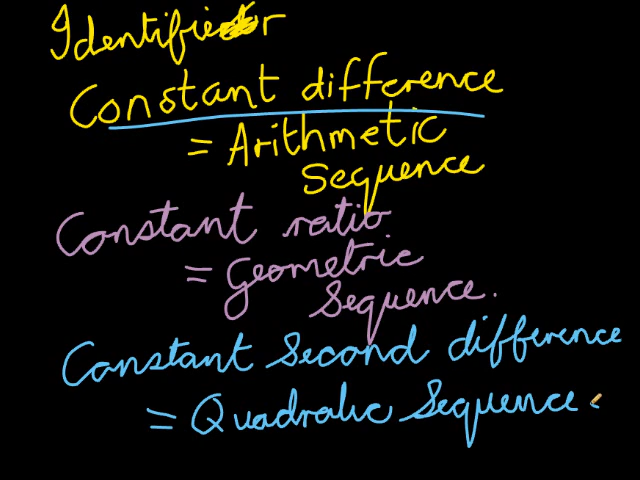 Identifier
Constant difference
= Arithmetic
Sequence
Constant ratio
= Geometric
Sequence.
Constant Second difference
= Quadratic Sequence